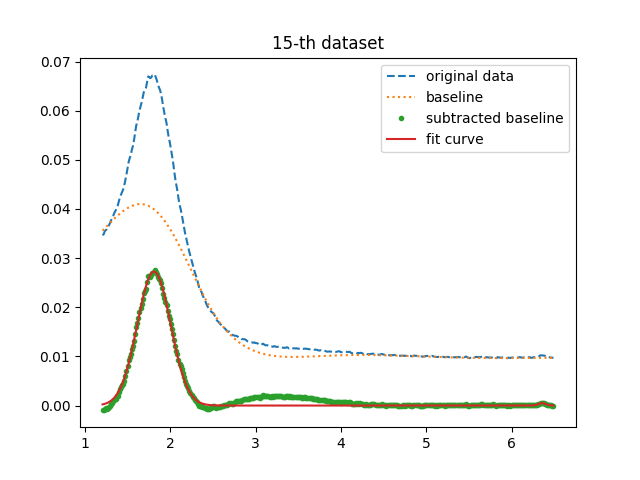 15-th dataset
0.07
0.06
0.05
0.04
0.03
0.02
0.01
0.00
original data
baseline
subtracted baseline
fit curve
1 2 3 4 5 6